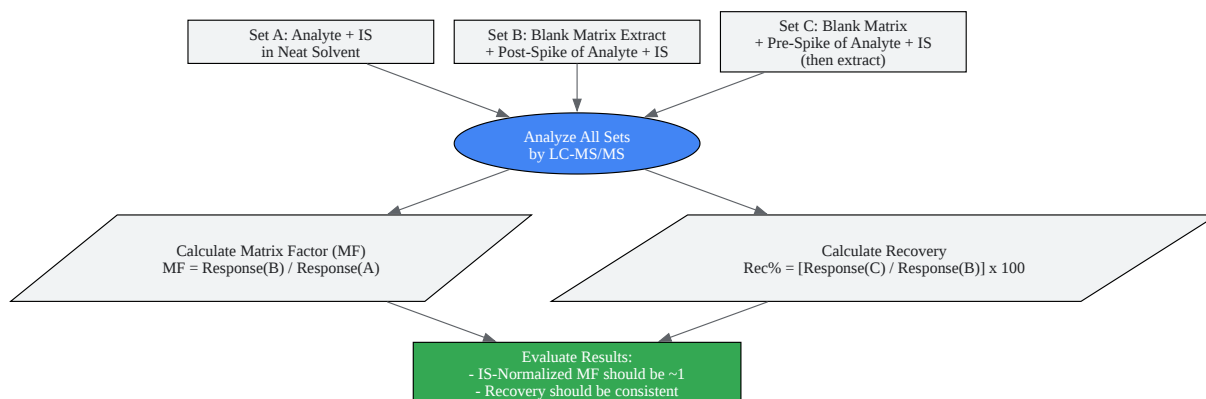 Set A: Analyte + IS
in Neat Solvent
Set B: Blank Matrix Extract
+ Post-Spike of Analyte + IS
Set C: Blank Matrix
+ Pre-Spike of Analyte + IS
(then extract)
Analyze All Sets
by LC-MS/MS
Calculate Matrix Factor (MF)
MF = Response(B) / Response(A)
Calculate Recovery
Rec% = [Response(C) / Response(B)] x 100
Evaluate Results:
- IS-Normalized MF should be ~1
- Recovery should be consistent